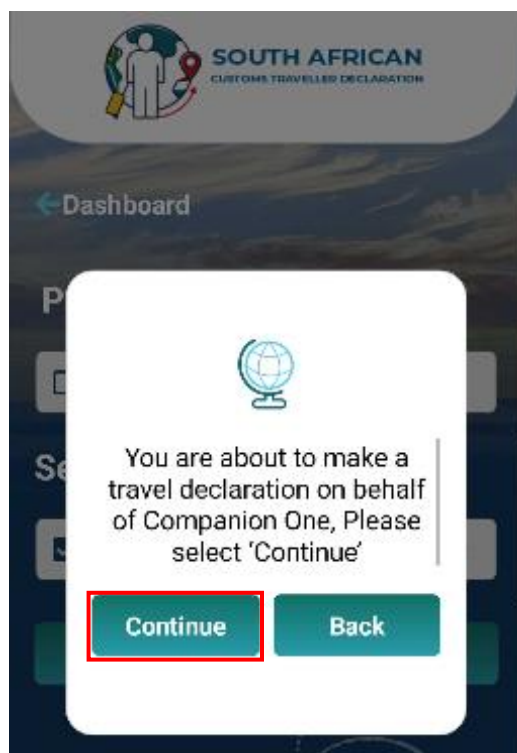 SOUTH AFRICAN
CUSTOMS TRAVELLER DECLARATION
Dashboard
P
Se
You are about to make a
travel declaration on behalf
of Companion One, Please
select ‘Continue’
Continue
Back